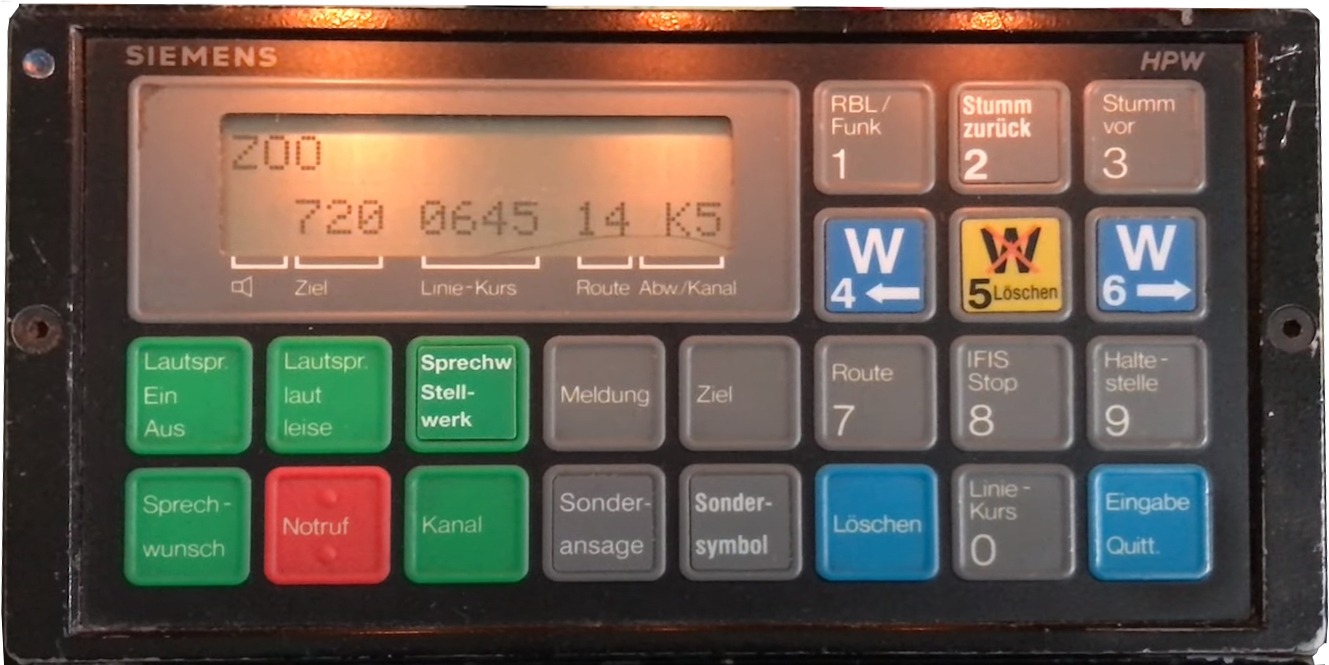 SIEMENS
HPW
ZOO
720 0645 14 K5
Ziel Linie-Kurs Route Abw./Kanal
RBL/
Funk
1
Stumm
zurück
2
Stumm
vor
3
W
4
W
5 Löschen
W
6
Lautspr.
Ein
Aus
Lautspr.
laut
leise
Sprechw
Stell-
werk
Meldung
Ziel
Route
7
IFIS
Stop
8
Halte-
stelle
9
Sprech-
wunsch
Notruf
Kanal
Sonder-
ansage
Sonder-
symbol
Löschen
Linie-
Kurs
0
Eingabe
Quitt.